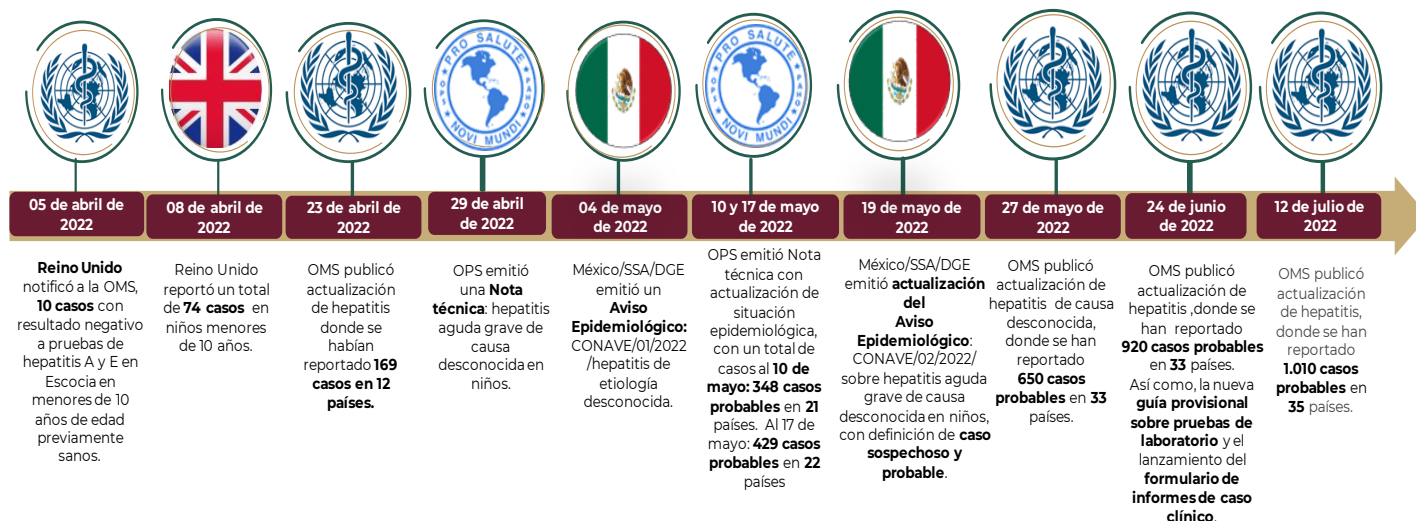 PRO SALUTE
NOVI MUNDI
PRO SALUTE
NOVI MUNDI
05 de abril de
2022
Reino Unido
notificó a la OMS,
10 casos con
resultado negativo
a pruebas de
hepatitis A y E en
Escocia en
menores de 10
años de edad
previamente
sanos.
08 de abril de
2022
Reino Unido
reportó un total
de 74 casos en
niños menores
de 10 años.
23 de abril de
2022
OMS publicó
actualización
de hepatitis
donde se
habían
reportado 169
casos en 12
países.
29 de abril
de 2022
OPS emitió
una Nota
técnica: hepatitis
aguda grave de
causa
desconocida en
niños.
04 de mayo
de 2022
México/SSA/DGE
emitió un
Aviso
Epidemiológico:
CONAVE/01/2022
/hepatitis de
etiología
desconocida.
10 y 17 de mayo
de 2022
OPS emitió Nota
técnica con
actualización de
situación
epidemiológica,
con un total de
casos al 10 de
mayo: 348 casos
probables en 21
países. Al 17 de
mayo: 429 casos
probables en 22
países
19 de mayo de
2022
México/SSA/DGE
emitió actualización
del
Aviso
Epidemiológico:
CONAVE/02/2022/
sobre hepatitis aguda
grave de causa
desconocida en niños,
con definición de caso
sospechoso y
probable.
27 de mayo de
2022
OMS publicó
actualización de
hepatitis de causa
desconocida,
donde se han
reportado
650 casos
probables en 33
países.
24 de junio
de 2022
OMS publicó
actualización de
hepatitis ,donde se
han reportado
920 casos probables
en 33 países.
Así como, la nueva
guía provisional
sobre pruebas de
laboratorio y el
lanzamiento del
formulario de
informes de caso
clínico.
12 de julio de
2022
OMS publicó
actualización
de hepatitis,
donde se han
reportado
1.010 casos
probables en
35 países.